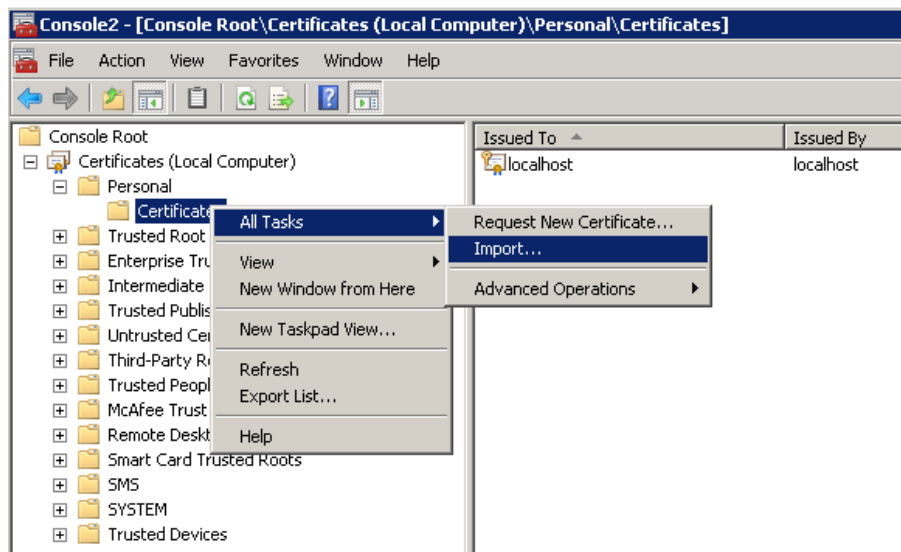 Console2 - [Console Root\Certificates (Local Computer)\Personal\Certificates]
File Action View Favorites Window Help
Console Root
Certificates (Local Computer)
Personal
Certificate
Trusted Root
Enterprise Tru
Intermediate
Trusted Publis
Untrusted Cer
Third-Party R
Trusted Peopl
McAfee Trust
Remote Deskt
Smart Card Trusted Roots
SMS
SYSTEM
Trusted Devices
All Tasks
View
New Window from Here
New Taskpad View...
Refresh
Export List...
Help
Request New Certificate...
Import...
Advanced Operations
Issued To Issued By
localhost localhost